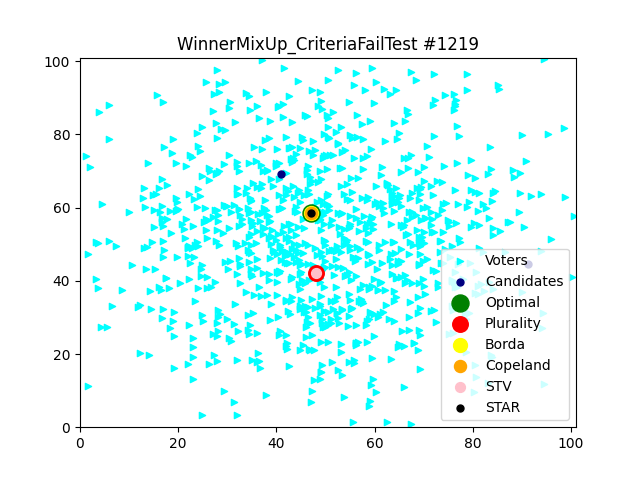 WinnerMixUp_CriteriaFailTest #1219
100
80
60
40
20
0
0
20
40
60
80
100
Voters
Candidates
Optimal
Plurality
Borda
Copeland
STV
STAR